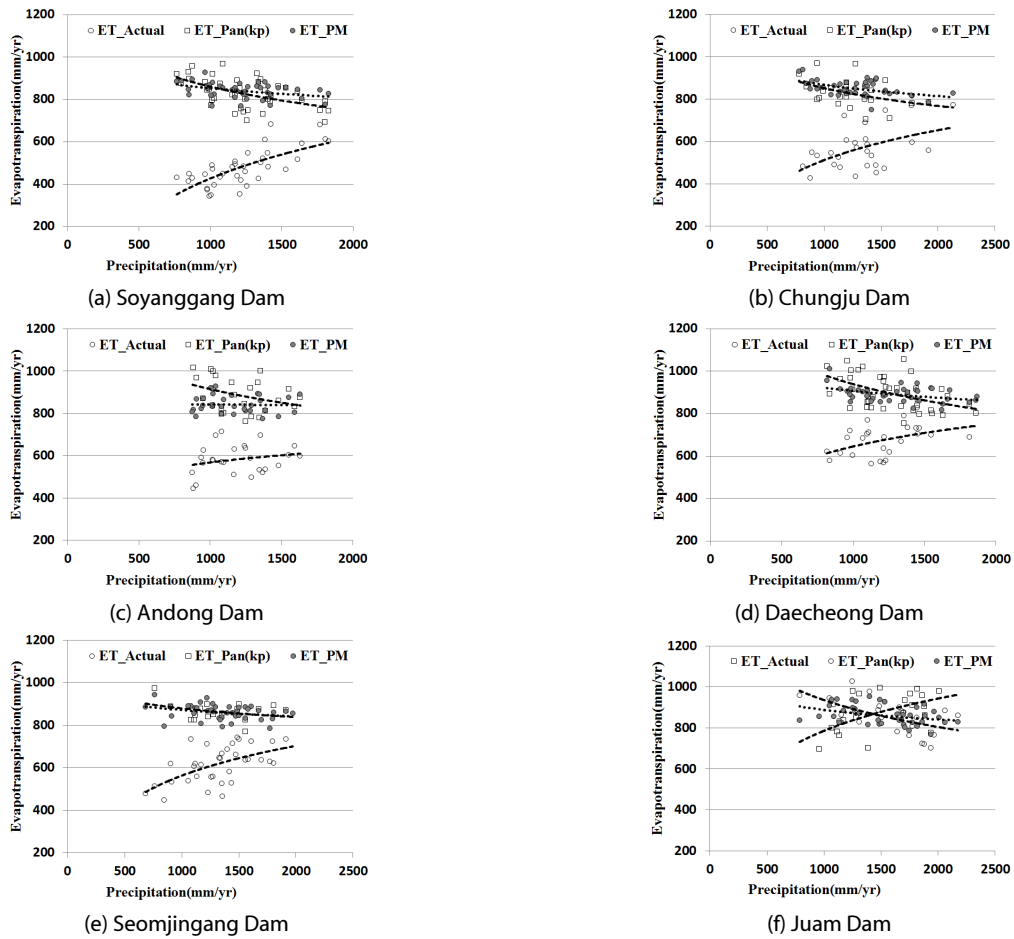 ET_Actual ET_Pan(kp) ET_PM
Evapotranspiration(mm/yr)
1200
1000
800
600
400
200
0 500 1000 1500 2000
Precipitation(mm/yr)
(a) Soyanggang Dam
ET_Actual ET_Pan(kp) ET_PM
Evapotranspiration(mm/yr)
1200
1000
800
600
400
200
0 500 1000 1500 2000 2500
Precipitation(mm/yr)
(b) Chungju Dam
ET_Actual ET_Pan(kp) ET_PM
Evapotranspiration(mm/yr)
1200
1000
800
600
400
200
0 500 1000 1500 2000
Precipitation(mm/yr)
(c) Andong Dam
ET_Actual ET_Pan(kp) ET_PM
Evapotranspiration(mm/yr)
1200
1000
800
600
400
200
0 500 1000 1500 2000
Precipitation(mm/yr)
(d) Daecheong Dam
ET_Actual ET_Pan(kp) ET_PM
Evapotranspiration(mm/yr)
1200
1000
800
600
400
200
0 500 1000 1500 2000 2500
Precipitation(mm/yr)
(e) Seomjingang Dam
ET_Actual ET_Pan(kp) ET_PM
Evapotranspiration(mm/yr)
1200
1000
800
600
400
200
0 500 1000 1500 2000 2500
Precipitation(mm/yr)
(f) Juam Dam